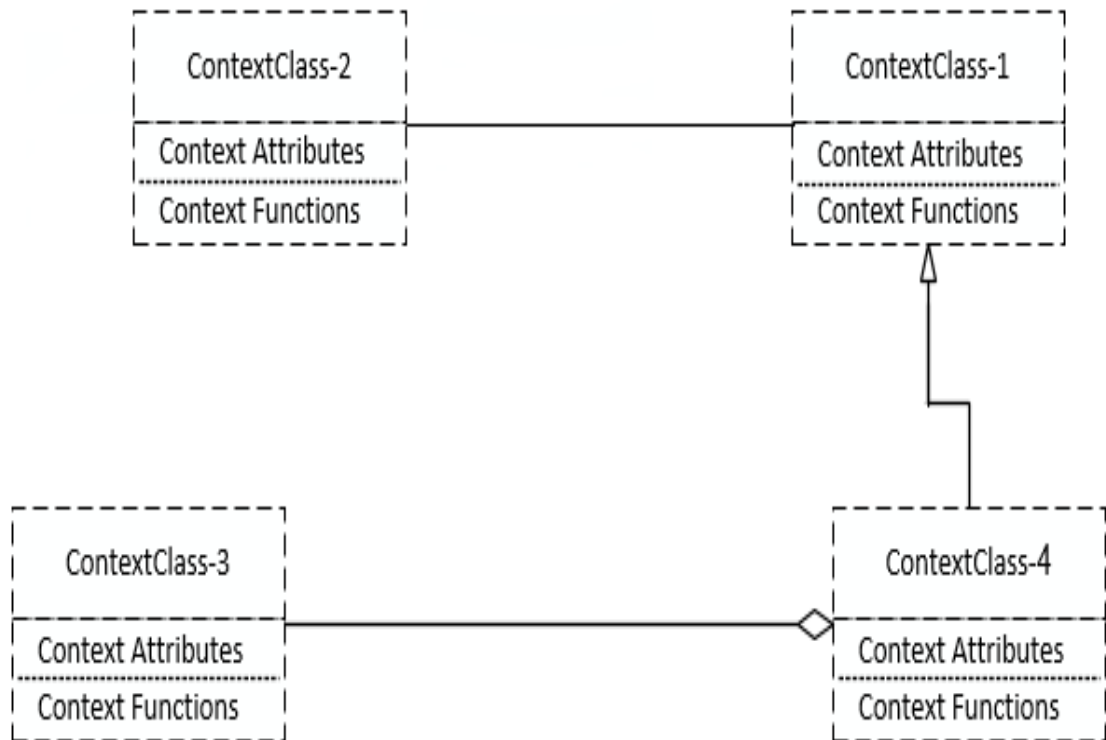 ContextClass-2
Context Attributes
Context Functions
ContextClass-1
Context Attributes
Context Functions
ContextClass-3
Context Attributes
Context Functions
ContextClass-4
Context Attributes
Context Functions